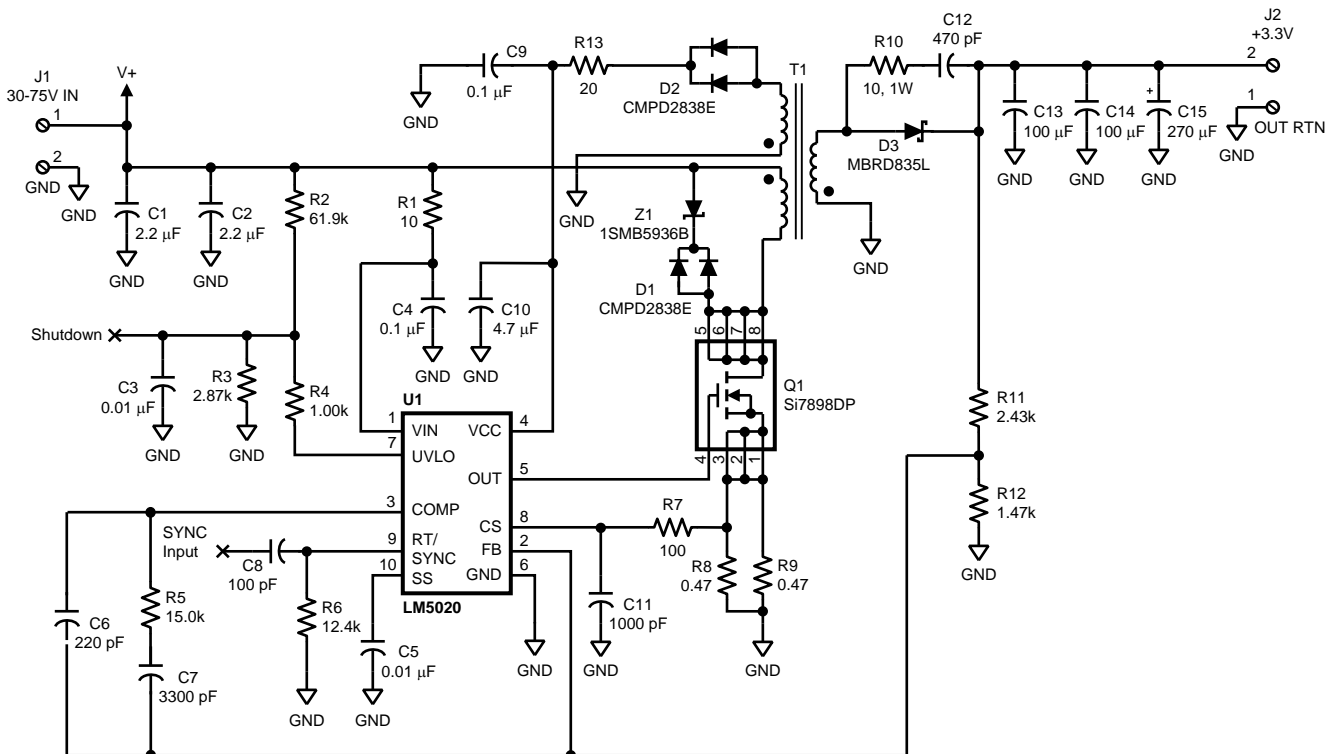 J1
30-75V IN
1
2
GND
GND
V+
C1
2.2 μF
GND
C2
2.2 μF
GND
R2
61.9k
C9
0.1 μF
GND
R13
20
D2
CMPD2838E
T1
GND
R10
10, 1W
C12
470 pF
D3
MBRD835L
GND
J2
+3.3V
2
1
OUT RTN
GND
C13
100 μF
GND
C14
100 μF
GND
+
C15
270 μF
GND
R1
10
C4
0.1 μF
GND
C10
4.7 μF
GND
Z1
1SMB5936B
D1
CMPD2838E
5
6
7
8
Q1
Si7898DP
4
3
2
1
Shutdown
C3
0.01 μF
GND
R3
2.87k
GND
R4
1.00k
U1
1
VIN
7
UVLO
3
COMP
9
RT/
SYNC
10
SS
VCC
4
OUT
5
CS
8
FB
2
GND
6
LM5020
GND
SYNC
Input
C8
100 pF
R6
12.4k
GND
C5
0.01 μF
GND
C6
220 pF
R5
15.0k
C7
3300 pF
R7
100
C11
1000 pF
GND
R8
0.47
R9
0.47
GND
R11
2.43k
R12
1.47k
GND